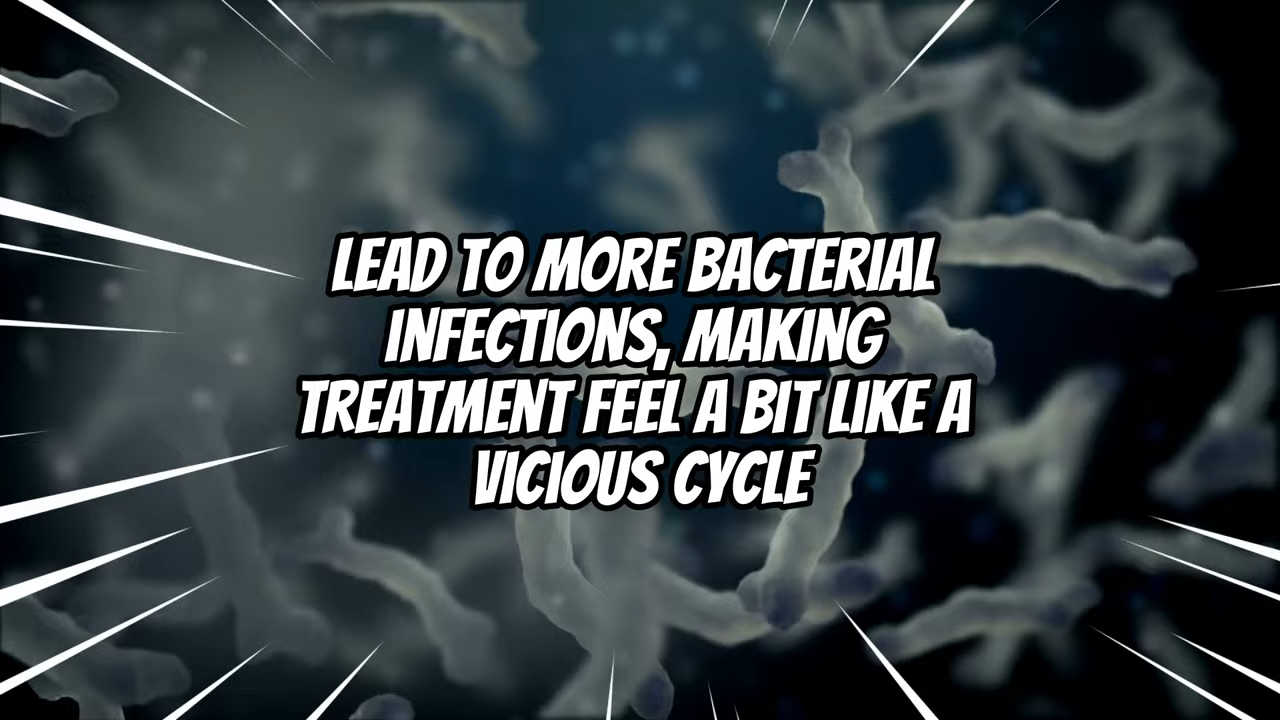 LEAD TO MORE BACTERIAL
INFECTIONS, MAKING
TREATMENT FEEL A BIT LIKE A
VICIOUS CYCLE